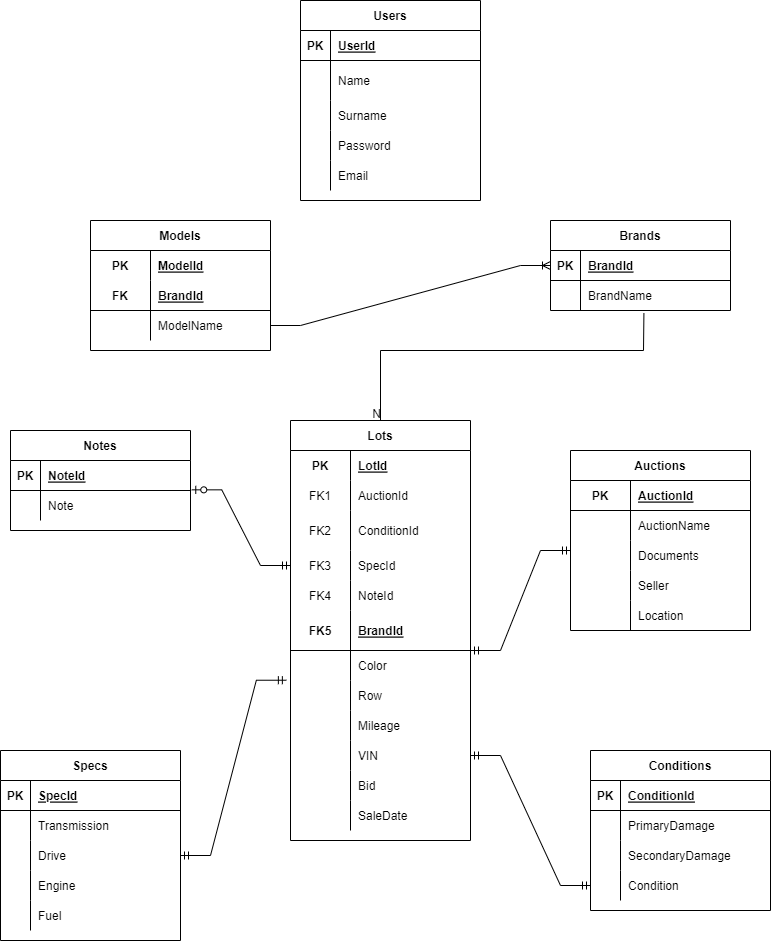 Users
PK UserId
Name
Surname
Password
Email
Models
PK ModelId
FK BrandId
ModelName
Brands
PK BrandId
BrandName
N
Lots
PK LotId
FK1 AuctionId
FK2 ConditionId
FK3 SpecId
FK4 NoteId
FK5 BrandId
Color
Row
Mileage
VIN
Bid
SaleDate
Notes
PK NoteId
Note
Auctions
PK AuctionId
AuctionName
Documents
Seller
Location
Specs
PK SpecId
Transmission
Drive
Engine
Fuel
Conditions
PK ConditionId
PrimaryDamage
SecondaryDamage
Condition